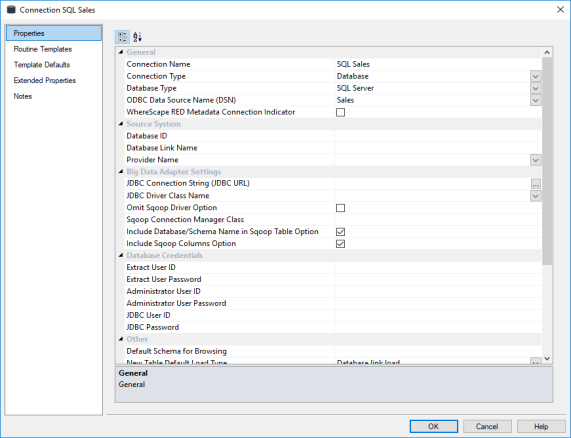 Connection SQL Sales
Properties
Routine Templates
Template Defaults
Extended Properties
Notes
General
Connection Name SQL Sales
Connection Type Database
Database Type SQL Server
ODBC Data Source Name (DSN) Sales
WhereScape RED Metadata Connection Indicator
Source System
Database ID
Database Link Name
Provider Name
Big Data Adapter Settings
JDBC Connection String (JDBC URL) ...
JDBC Driver Class Name
Omit Sqoop Driver Option
Sqoop Connection Manager Class
Include Database/Schema Name in Sqoop Table Option
Include Sqoop Columns Option
Database Credentials
Extract User ID
Extract User Password
Administrator User ID
Administrator User Password
JDBC User ID
JDBC Password
Other
Default Schema for Browsing
New Table Default Load Type Database link load
General
General
OK Cancel Help